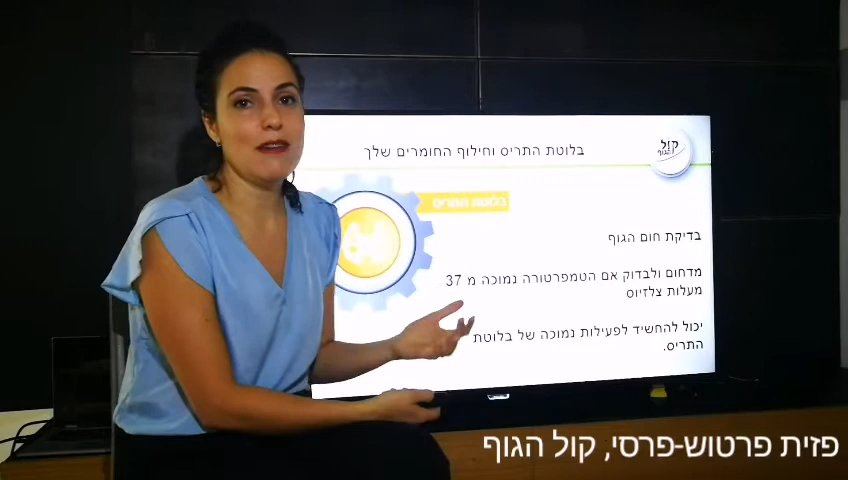 קול
הגוף
בלוטת התריס וחילוף החומרים שלך
בלוטת התריס
בדיקת חום הגוף
מדחום ולבדוק אם הטמפרטורה נמוכה מ 37
מעלות צלזיוס
יכול להחשיד לפעילות נמוכה של בלוטת
התריס.
פזית פרטוש-פרסי, קול הגוף